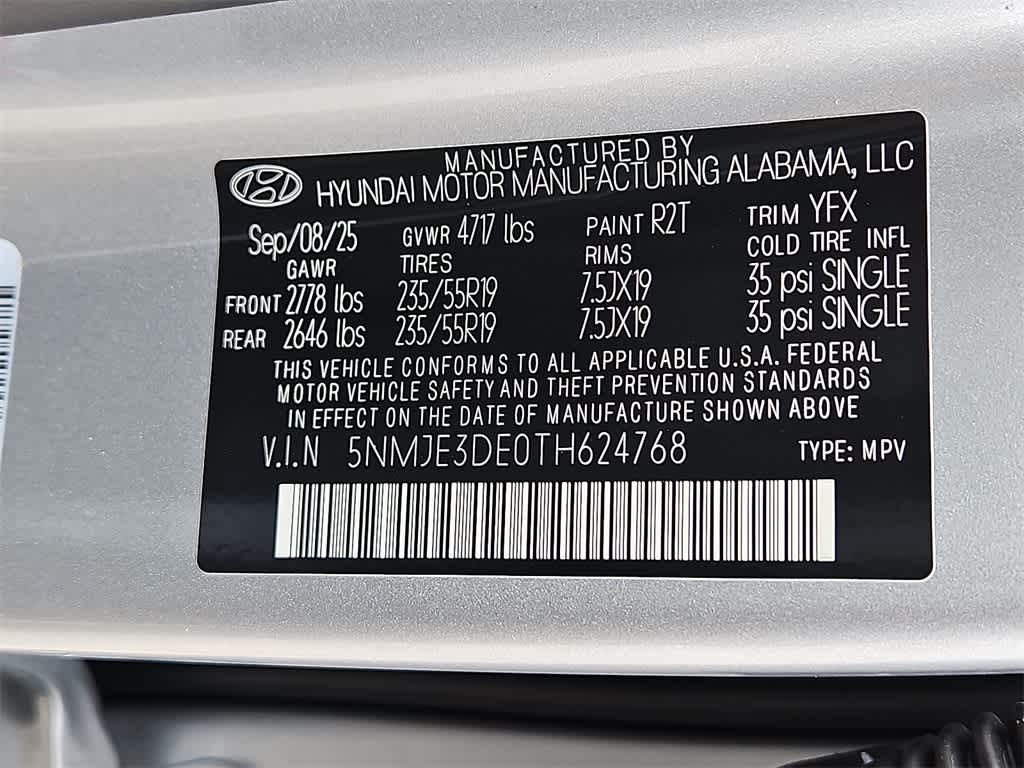 MANUFACTURED BY
HYUNDAI MOTOR MANUFACTURING ALABAMA, LLC
Sep/08/25 GVWR 4717 lbs PAINT R2T TRIM YFX
GAWR TIRES RIMS COLD TIRE INFL
FRONT 2778 lbs 235/55R19 7.5JX19 35 psi SINGLE
REAR 2646 lbs 235/55R19 7.5JX19 35 psi SINGLE
THIS VEHICLE CONFORMS TO ALL APPLICABLE U.S.A. FEDERAL
MOTOR VEHICLE SAFETY AND THEFT PREVENTION STANDARDS
IN EFFECT ON THE DATE OF MANUFACTURE SHOWN ABOVE
V.I.N 5NMJE3DE0TH624768 TYPE: MPV